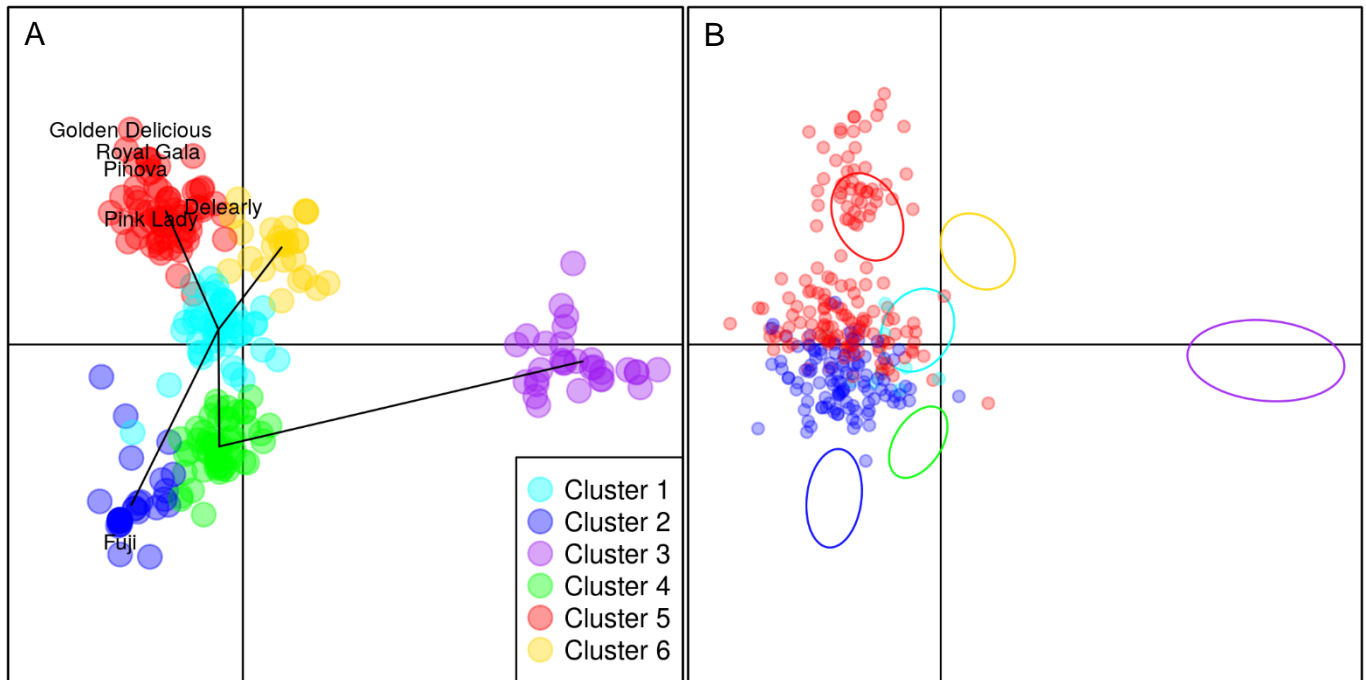 A
B
Golden Delicious
Royal Gala
Pinova
Delearly
Pink Lady
Fuji
Cluster 1
Cluster 2
Cluster 3
Cluster 4
Cluster 5
Cluster 6